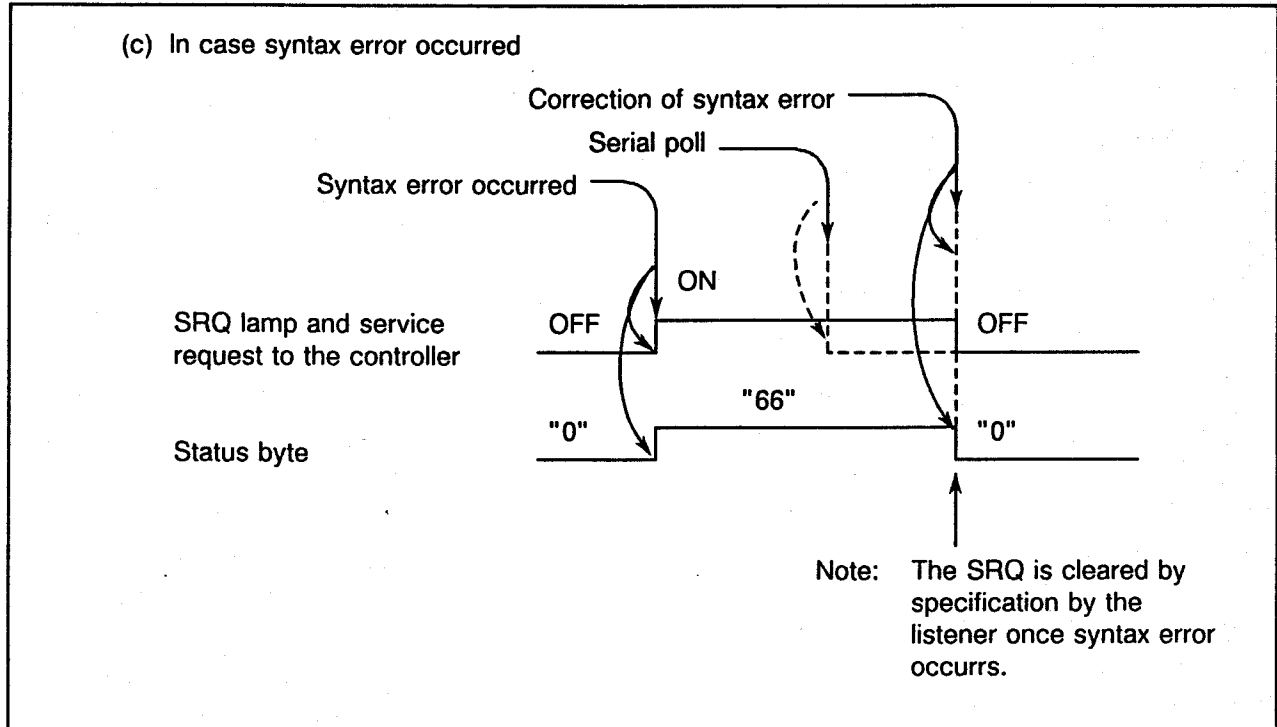 (c) In case syntax error occurred
Correction of syntax error
Serial poll
Syntax error occurred
ON
SRQ lamp and service
request to the controller
OFF
OFF
"66"
"0"
"0"
Status byte
Note: The SRQ is cleared by
specification by the
listener once syntax error
occurrs.